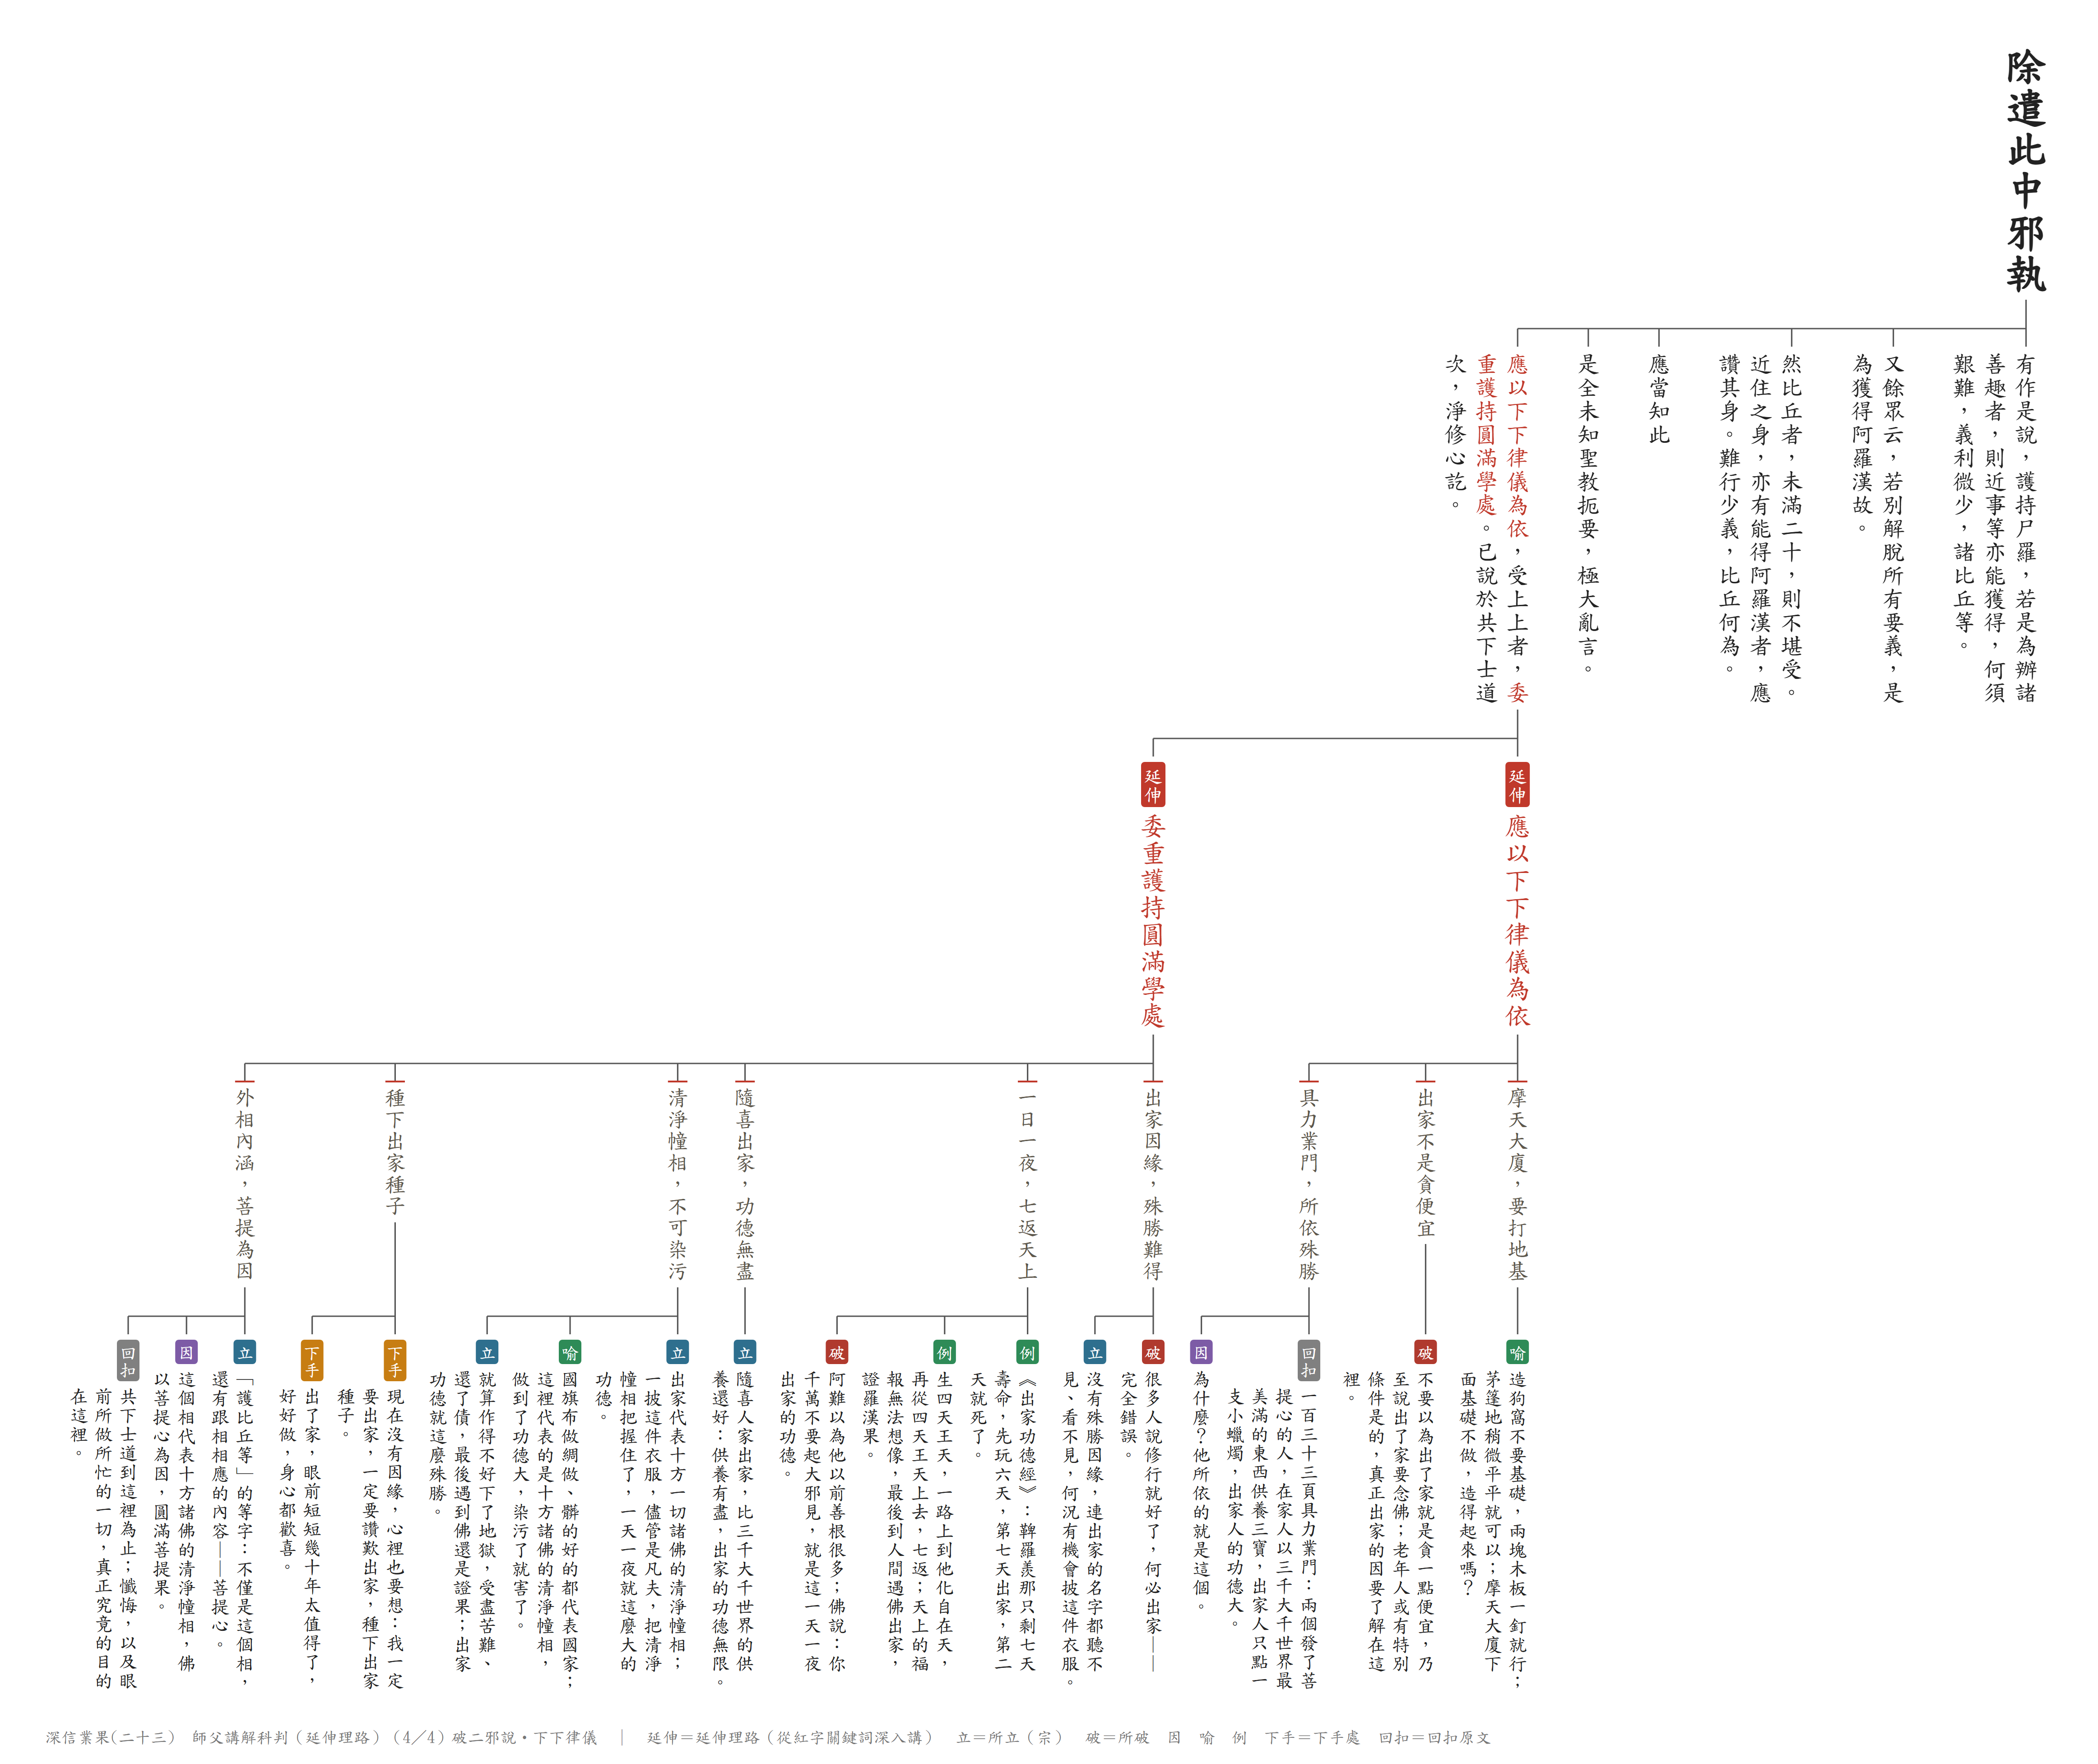 除遣此中邪執
有作是說，護持尸羅，若是為辦諸
善趣者，則近事等亦能獲得，何須
艱難，義利微少，諸比丘等。
又餘眾云，若別解脫所有要義，是
為獲得阿羅漢故。
然比丘者，未滿二十，則不堪受。
近住之身，亦有能得阿羅漢者，應
讚其身。難行少義，比丘何為。
應當知此
是全未知聖教扼要，極大亂言。
應以下下律儀為依，受上上者，委
重護持圓滿學處。已說於共下士道
次，淨修心訖。
延伸
應以下下律儀為依
延伸
委重護持圓滿學處
摩天大廈，要打地基
出家不是貪便宜
具力業門，所依殊勝
出家因緣，殊勝難得
一日一夜，七返天上
隨喜出家，功德無盡
清淨幢相，不可染污
種下出家種子
外相內涵，菩提為因
喻
造狗窩不要基礎，兩塊木板一釘就行；
茅篷地稍微平平就可以；摩天大廈下
面基礎不做，造得起來嗎？
破
不要以為出了家就是貪一點便宜，乃
至說出了家要念佛；老年人或有特別
條件是的，真正出家的因要了解在這
裡。
回扣
一百三十三頁具力業門：兩個發了菩
提心的人，在家人以三千大千世界最
美滿的東西供養三寶，出家人只點一
支小蠟燭，出家人的功德大。
因
為什麼？他所依的就是這個。
破
很多人說修行就好了，何必出家——
完全錯誤。
立
沒有殊勝因緣，連出家的名字都聽不
見、看不見，何況有機會披這件衣服。
例
《出家功德經》：鞞羅羨那只剩七天
壽命，先玩六天，第七天出家，第二
天就死了。
例
生四天王天，一路上到他化自在天，
再從四天王天上去，七返；天上的福
報無法想像，最後到人間遇佛出家，
證羅漢果。
破
阿難以為他以前善根很多；佛說：你
千萬不要起大邪見，就是這一天一夜
出家的功德。
立
隨喜人家出家，比三千大千世界的供
養還好：供養有盡，出家的功德無限。
立
出家代表十方一切諸佛的清淨幢相；
一披這件衣服，儘管是凡夫，把清淨
幢相把握住了，一天一夜就這麼大的
功德。
喻
國旗布做綢做、髒的好的都代表國家；
這裡代表的是十方諸佛的清淨幢相，
做到了功德大，染污了就害了。
立
就算作得不好下了地獄，受盡苦難、
還了債，最後遇到佛還是證果；出家
功德就這麼殊勝。
下手
現在沒有因緣，心裡也要想：我一定
要出家，一定要讚歎出家，種下出家
種子。
下手
出了家，眼前短短幾十年太值得了，
好好做，身心都歡喜。
立
「護比丘等」的等字：不僅是這個相，
還有跟相相應的內容——菩提心。
因
這個相代表十方諸佛的清淨幢相，佛
以菩提心為因，圓滿菩提果。
回扣
共下士道到這裡為止；懺悔，以及眼
前所做所忙的一切，真正究竟的目的
在這裡。
深信業果(二十三)　師父講解科判（延伸理路）（4／4）破二邪說・下下律儀　｜　延伸＝延伸理路（從紅字關鍵詞深入講）　立＝所立（宗）　破＝所破　因　喻　例　下手＝下手處　回扣＝回扣原文